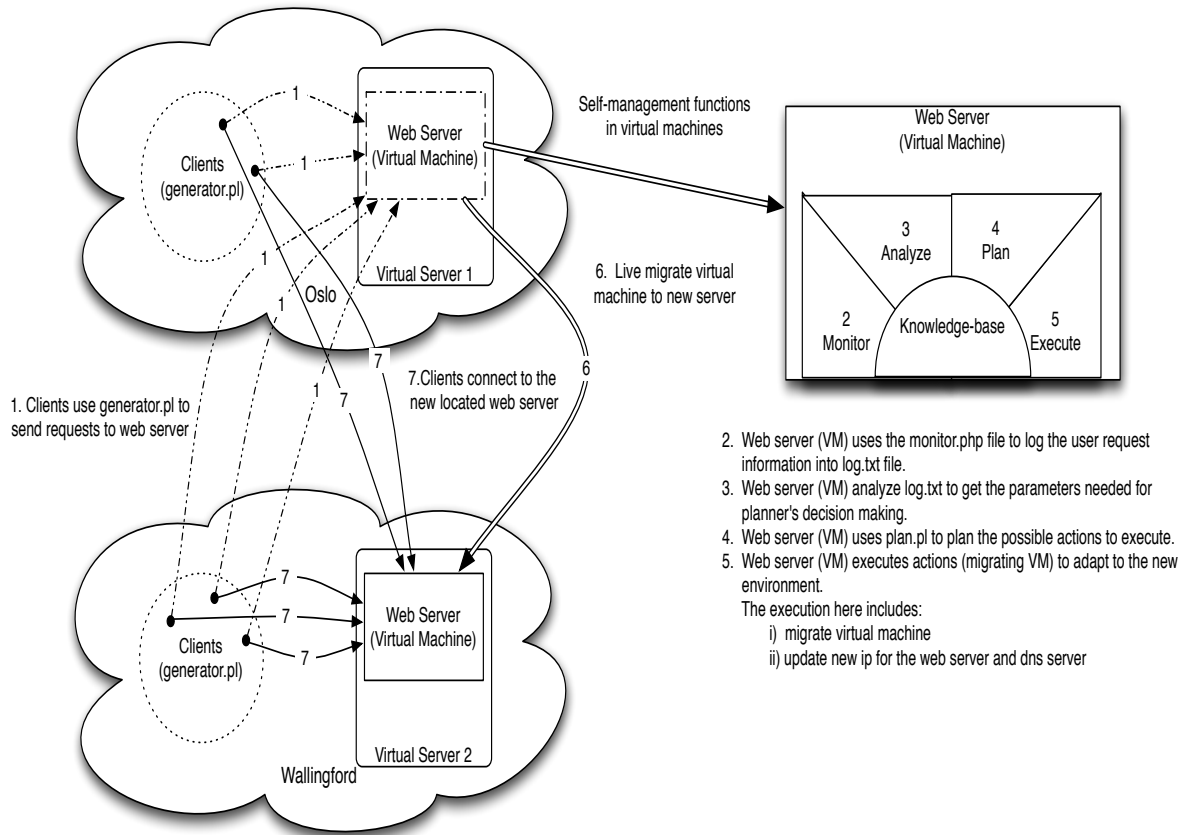 1
Web Server
(Virtual Machine)
Clients
(generator.pl)
1
1
1
1
Virtual Server 1
Oslo
Self-management functions
in virtual machines
Web Server
(Virtual Machine)
3
Analyze
4
Plan
2
Monitor
Knowledge-base
5
Execute
6. Live migrate virtual
machine to new server
7
7
6
7.Clients connect to the
new located web server
1. Clients use generator.pl to
send requests to web server
2. Web server (VM) uses the monitor.php file to log the user request
information into log.txt file.
3. Web server (VM) analyze log.txt to get the parameters needed for
planner's decision making.
4. Web server (VM) uses plan.pl to plan the possible actions to execute.
5. Web server (VM) executes actions (migrating VM) to adapt to the new
environment.
The execution here includes:
i) migrate virtual machine
ii) update new ip for the web server and dns server
7
7
7
Clients
(generator.pl)
Web Server
(Virtual Machine)
Virtual Server 2
Wallingford